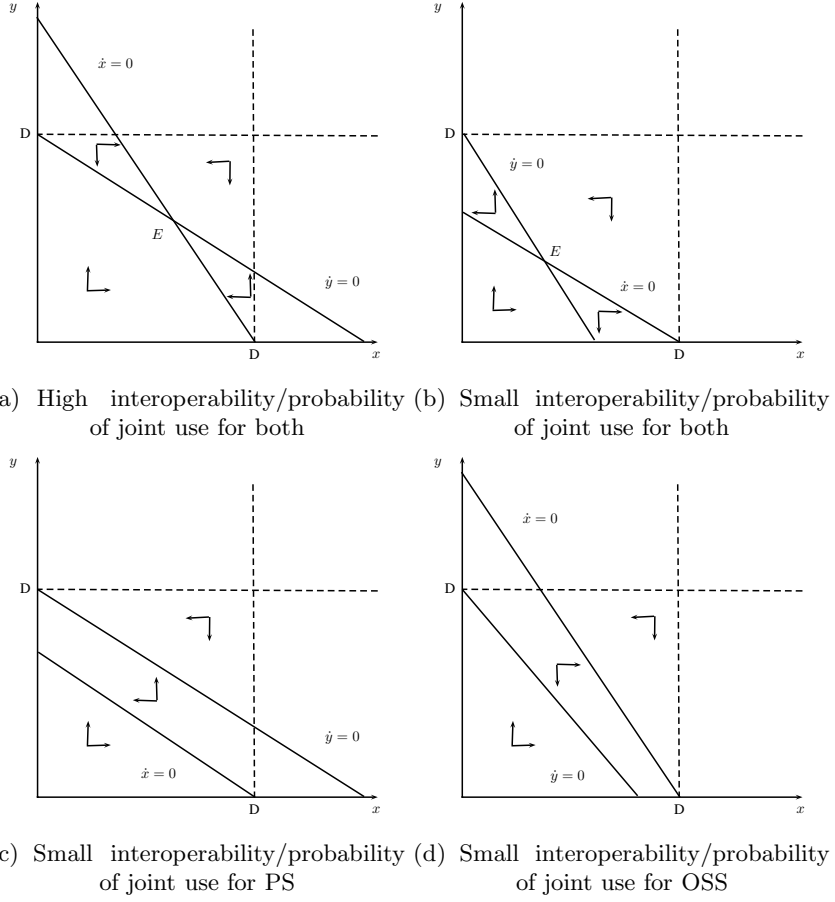 y
ẋ = 0
D
E
ẏ = 0
D
x
y
D
ẏ = 0
E
ẋ = 0
D
x
a) High interoperability/probability
of joint use for both
(b) Small interoperability/probability
of joint use for both
y
D
ẏ = 0
ẋ = 0
D
x
y
ẋ = 0
D
ẏ = 0
D
x
c) Small interoperability/probability
of joint use for PS
(d) Small interoperability/probability
of joint use for OSS